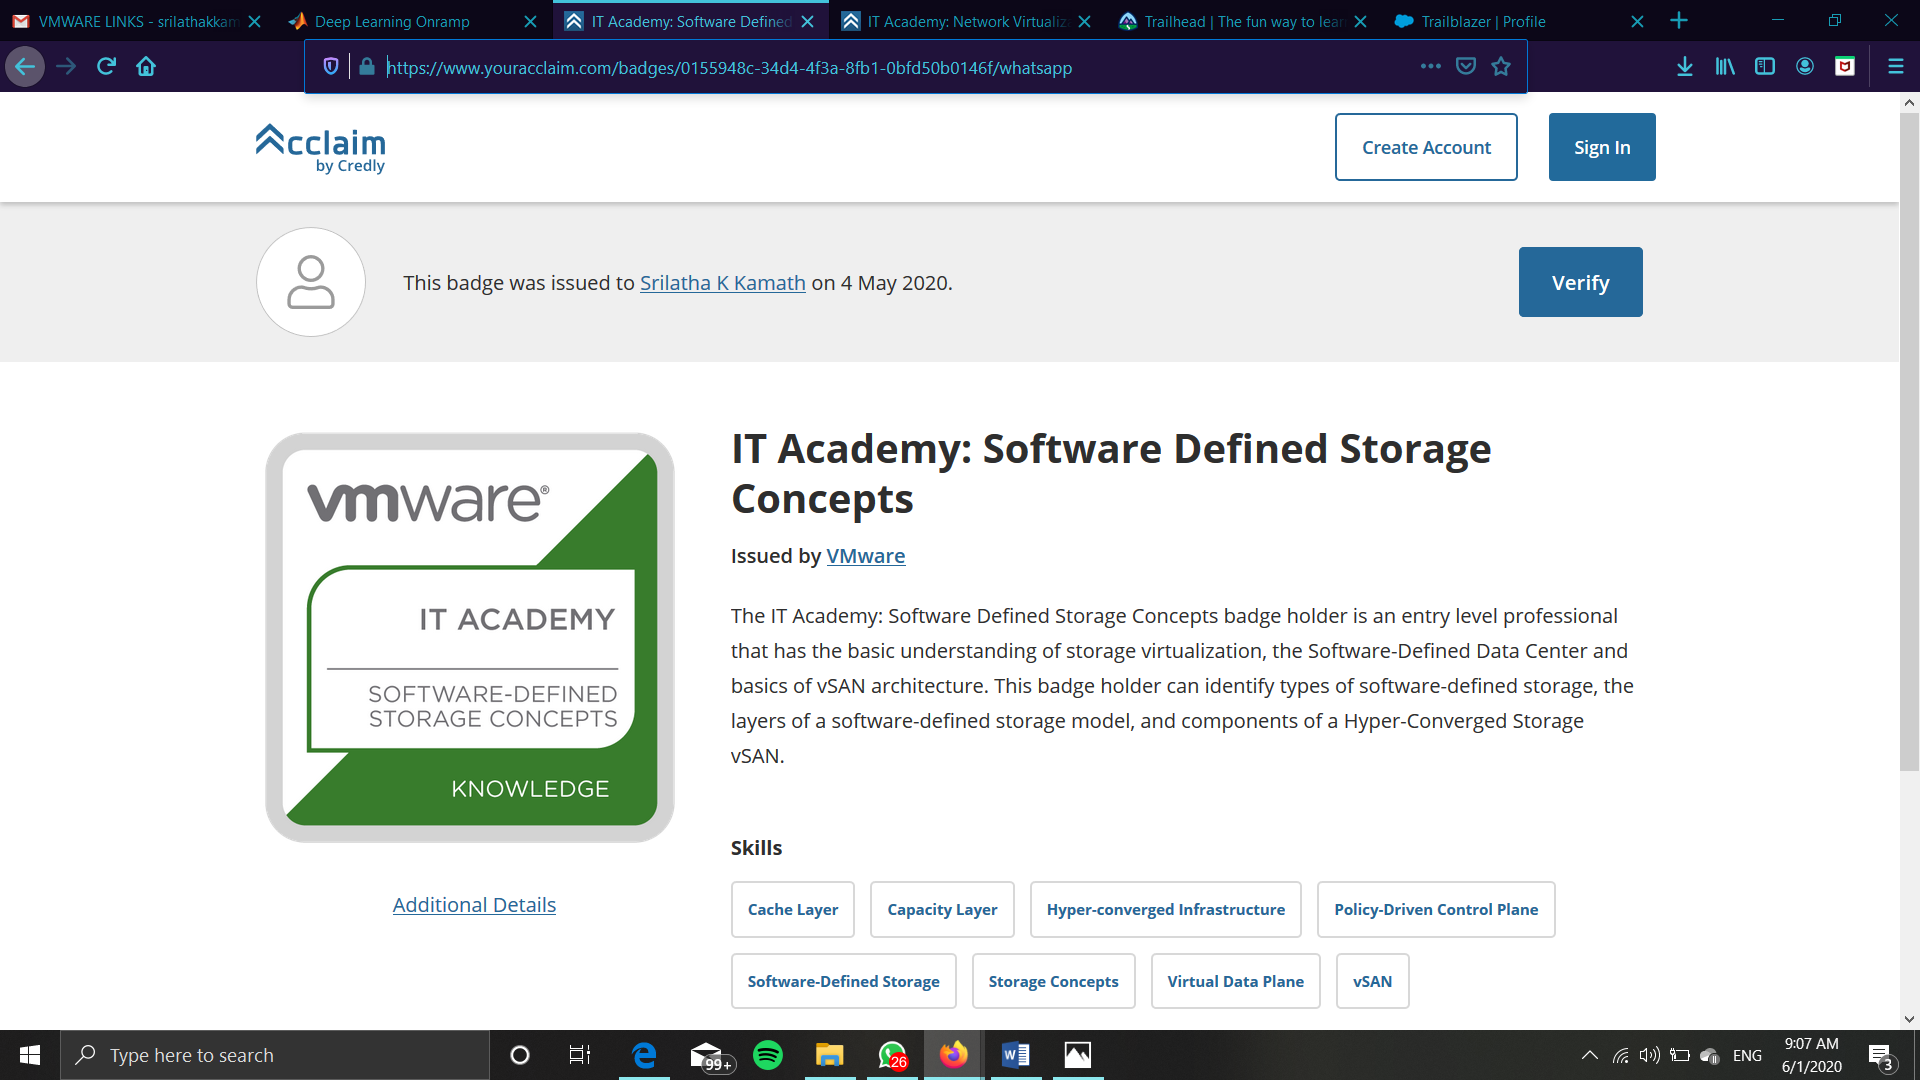 VMWARE LINKS - srilathakkam
Deep Learning Onramp
IT Academy: Software Defined
IT Academy: Network Virtualiz
Trailhead | The fun way to lear
Trailblazer | Profile
https://www.youracclaim.com/badges/0155948c-34d4-4f3a-8fb1-0bfd50b0146f/whatsapp
cclaim
by Credly
Create Account
Sign In
This badge was issued to Srilatha K Kamath on 4 May 2020.
Verify
vmware®
IT ACADEMY
SOFTWARE-DEFINED
STORAGE CONCEPTS
KNOWLEDGE
Additional Details
IT Academy: Software Defined Storage
Concepts
Issued by VMware
The IT Academy: Software Defined Storage Concepts badge holder is an entry level professional
that has the basic understanding of storage virtualization, the Software-Defined Data Center and
basics of vSAN architecture. This badge holder can identify types of software-defined storage, the
layers of a software-defined storage model, and components of a Hyper-Converged Storage
vSAN.
Skills
Cache Layer
Capacity Layer
Hyper-converged Infrastructure
Policy-Driven Control Plane
Software-Defined Storage
Storage Concepts
Virtual Data Plane
vSAN
Type here to search
99+
26
ENG
9:07 AM
6/1/2020
3